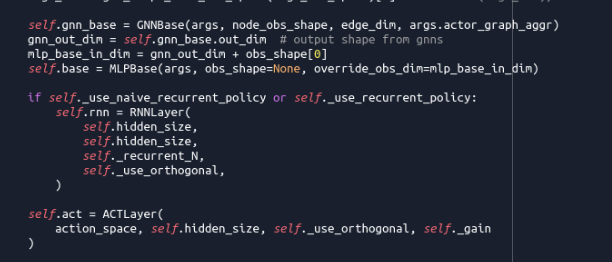 self.gnn_base = GNNBase(args, node_obs_shape, edge_dim, args.actor_graph_aggr)
gnn_out_dim = self.gnn_base.out_dim  # output shape from gnns
mlp_base_in_dim = gnn_out_dim + obs_shape[0]
self.base = MLPBase(args, obs_shape=None, override_obs_dim=mlp_base_in_dim)
if self._use_naive_recurrent_policy or self._use_recurrent_policy:
self.rnn = RNNLayer(
self.hidden_size,
self.hidden_size,
self._recurrent_N,
self._use_orthogonal,
)
self.act = ACTLayer(
action_space, self.hidden_size, self._use_orthogonal, self._gain
)